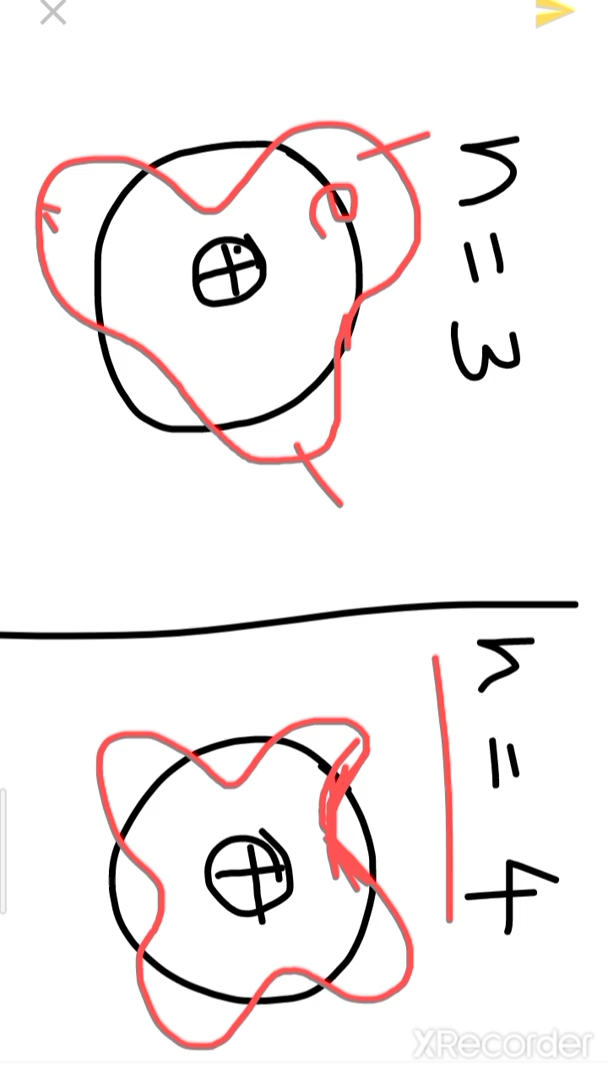 n = 3
n = 4
XRecorder